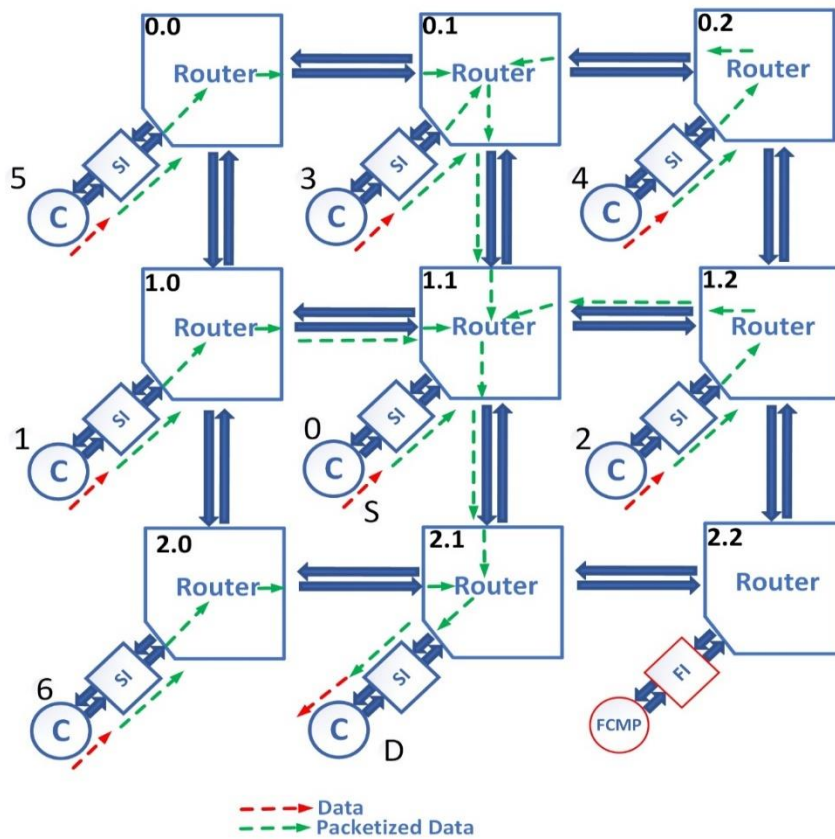 0.0 0.1 0.2
Router Router Router
SI SI SI
5 3 4
C C C
1.0 1.1 1.2
Router Router Router
SI SI SI
1 0 2
C C C
S
2.0 2.1 2.2
Router Router Router
SI SI FI
6
C C FCMP
D
Data
Packetized Data